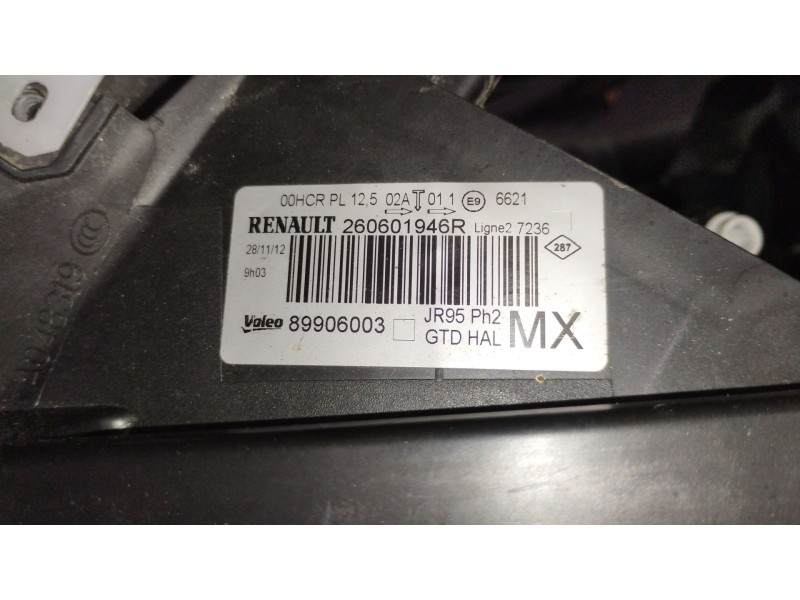 00HCR PL 12,5 02A 01 1 E9 6621
RENAULT 260601946R Ligne2 7236
28/11/12
9h03
287
Valeo 89906003
JR95 Ph2
GTD HAL
MX
CCC